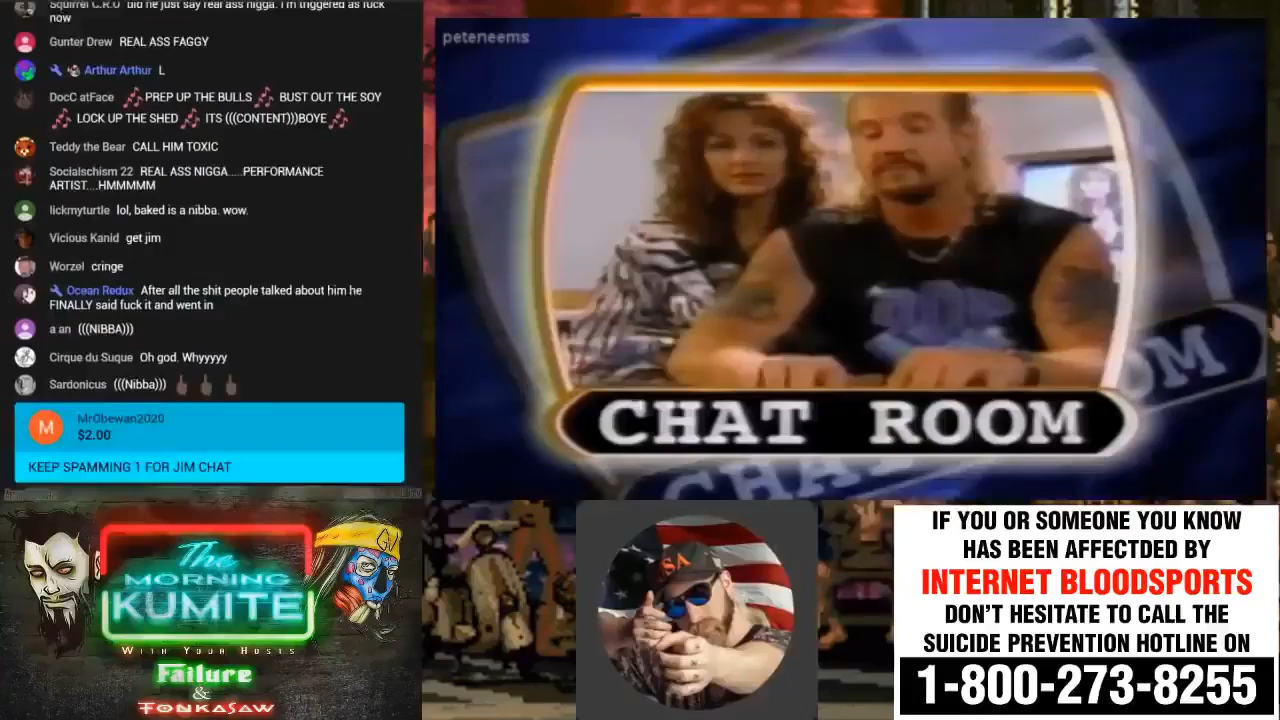 Squirrel C.R.O did he just say real ass nigga. I'm triggered as fuck
now
Gunter Drew REAL ASS FAGGY
Arthur Arthur L
DocC atFace 🎶PREP UP THE BULLS🎶 BUST OUT THE SOY
🎶 LOCK UP THE SHED 🎶 ITS (((CONTENT)))BOYE🎶
Teddy the Bear CALL HIM TOXIC
Socialschism 22 REAL ASS NIGGA.....PERFORMANCE
ARTIST....HMMMMM
lickmyturtle lol, baked is a nibba. wow.
Vicious Kanid get jim
Worzel cringe
Ocean Redux After all the shit people talked about him he
FINALLY said fuck it and went in
a an (((NIBBA)))
Cirque du Suque Oh god. Whyyyyy
Sardonicus (((Nibba))) 🖕🖕🖕
M
MrObewan2020
$2.00
KEEP SPAMMING 1 FOR JIM CHAT
peteneems
CHAT ROOM
OM
CHA
The
MORNING
KUMITE
WITH YOUR HOSTS
Failure
&
TONKASAW
GU
SA
IF YOU OR SOMEONE YOU KNOW
HAS BEEN AFFECTDED BY
INTERNET BLOODSPORTS
DON'T HESITATE TO CALL THE
SUICIDE PREVENTION HOTLINE ON
1-800-273-8255